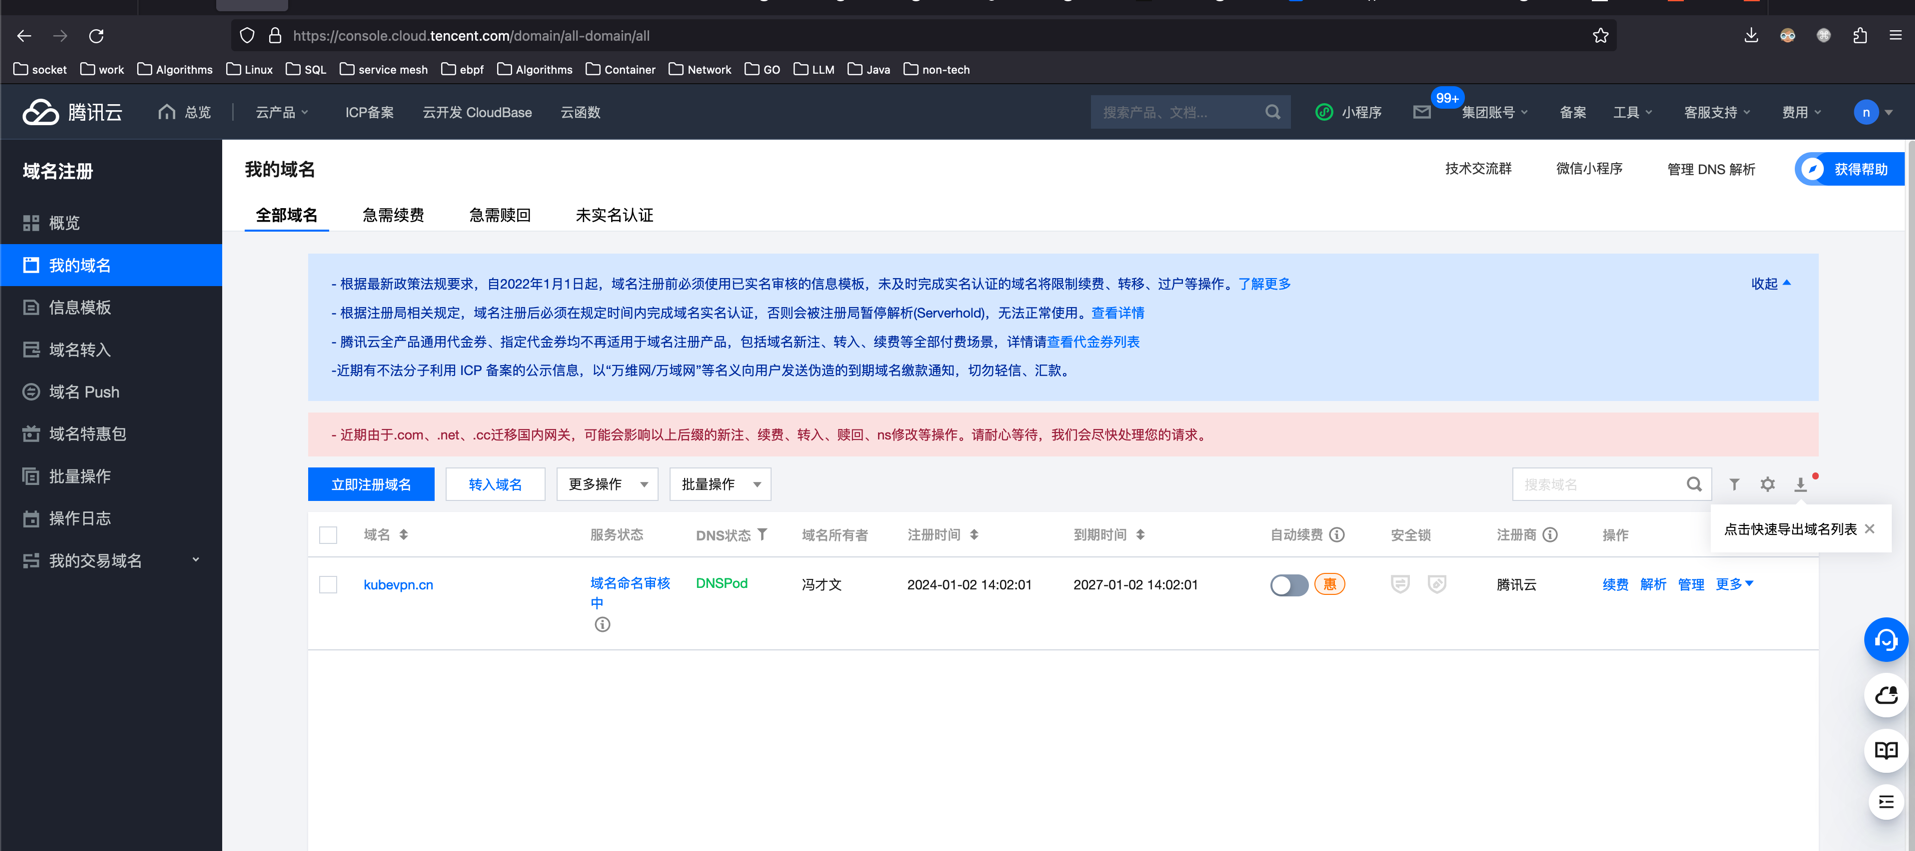 https://console.cloud.tencent.com/domain/all-domain/all
socket work Algorithms Linux SQL service mesh ebpf Algorithms Container Network GO LLM Java non-tech
腾讯云 总览 云产品 ICP备案 云开发 CloudBase 云函数 搜索产品、文档... 小程序 99+ 集团账号 备案 工具 客服支持 费用 n
域名注册
概览
我的域名
信息模板
域名转入
域名 Push
域名特惠包
批量操作
操作日志
我的交易域名
我的域名 技术交流群 微信小程序 管理 DNS 解析 获得帮助
全部域名 急需续费 急需赎回 未实名认证
- 根据最新政策法规要求，自2022年1月1日起，域名注册前必须使用已实名审核的信息模板，未及时完成实名认证的域名将限制续费、转移、过户等操作。了解更多 收起
- 根据注册局相关规定，域名注册后必须在规定时间内完成域名实名认证，否则会被注册局暂停解析(Serverhold)，无法正常使用。查看详情
- 腾讯云全产品通用代金券、指定代金券均不再适用于域名注册产品，包括域名新注、转入、续费等全部付费场景，详情请查看代金券列表
-近期有不法分子利用 ICP 备案的公示信息，以“万维网/万域网”等名义向用户发送伪造的到期域名缴款通知，切勿轻信、汇款。
- 近期由于.com、.net、.cc迁移国内网关，可能会影响以上后缀的新注、续费、转入、赎回、ns修改等操作。请耐心等待，我们会尽快处理您的请求。
立即注册域名 转入域名 更多操作 批量操作 搜索域名
点击快速导出域名列表
域名 服务状态 DNS状态 域名所有者 注册时间 到期时间 自动续费 安全锁 注册商 操作
kubevpn.cn 域名命名审核中 DNSPod 冯才文 2024-01-02 14:02:01 2027-01-02 14:02:01 惠 腾讯云 续费 解析 管理 更多